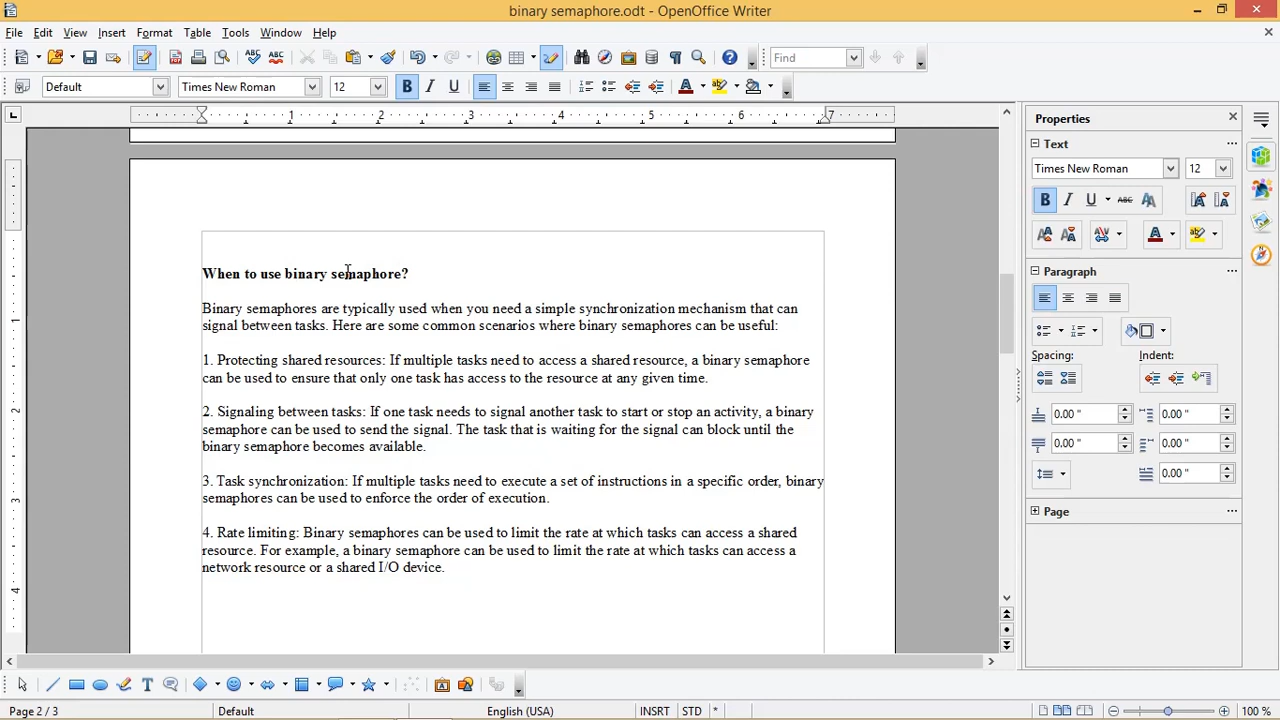 binary semaphore.odt - OpenOffice Writer
File Edit View Insert Format Table Tools Window Help
Find
Default Times New Roman 12
1 2 3 4 5 6 7
When to use binary semaphore?
Binary semaphores are typically used when you need a simple synchronization mechanism that can
signal between tasks. Here are some common scenarios where binary semaphores can be useful:
1. Protecting shared resources: If multiple tasks need to access a shared resource, a binary semaphore
can be used to ensure that only one task has access to the resource at any given time.
2. Signaling between tasks: If one task needs to signal another task to start or stop an activity, a binary
semaphore can be used to send the signal. The task that is waiting for the signal can block until the
binary semaphore becomes available.
3. Task synchronization: If multiple tasks need to execute a set of instructions in a specific order, binary
semaphores can be used to enforce the order of execution.
4. Rate limiting: Binary semaphores can be used to limit the rate at which tasks can access a shared
resource. For example, a binary semaphore can be used to limit the rate at which tasks can access a
network resource or a shared I/O device.
1
2
3
4
Properties
Text
Times New Roman 12
Paragraph
Spacing: Indent:
0.00 " 0.00 "
0.00 " 0.00 "
0.00 "
Page
Page 2 / 3 Default English (USA) INSRT STD * 100 %